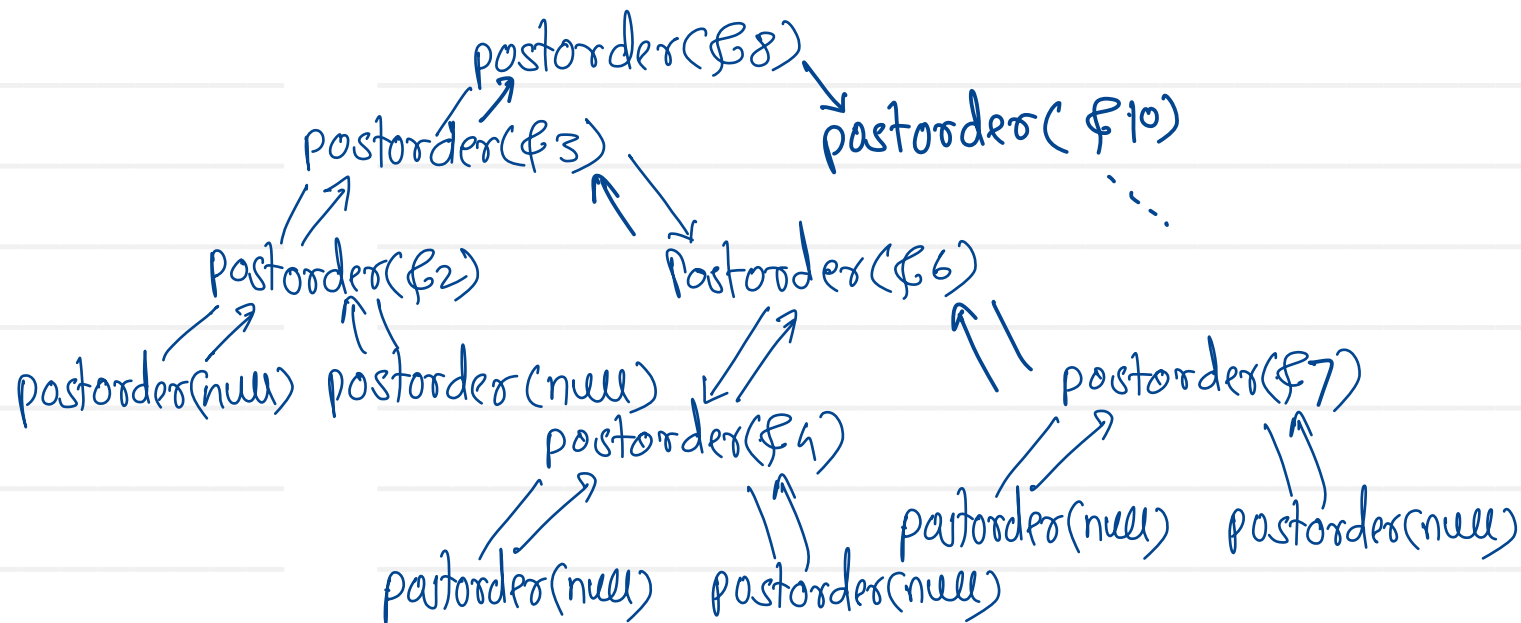 postorder(&8)
postorder(&3)
postorder(&10)
postorder(&2)
Postorder(&6)
postorder(null)
postorder(null)
postorder(&7)
postorder(&4)
postorder(null)
postorder(null)
postorder(null)
postorder(null)